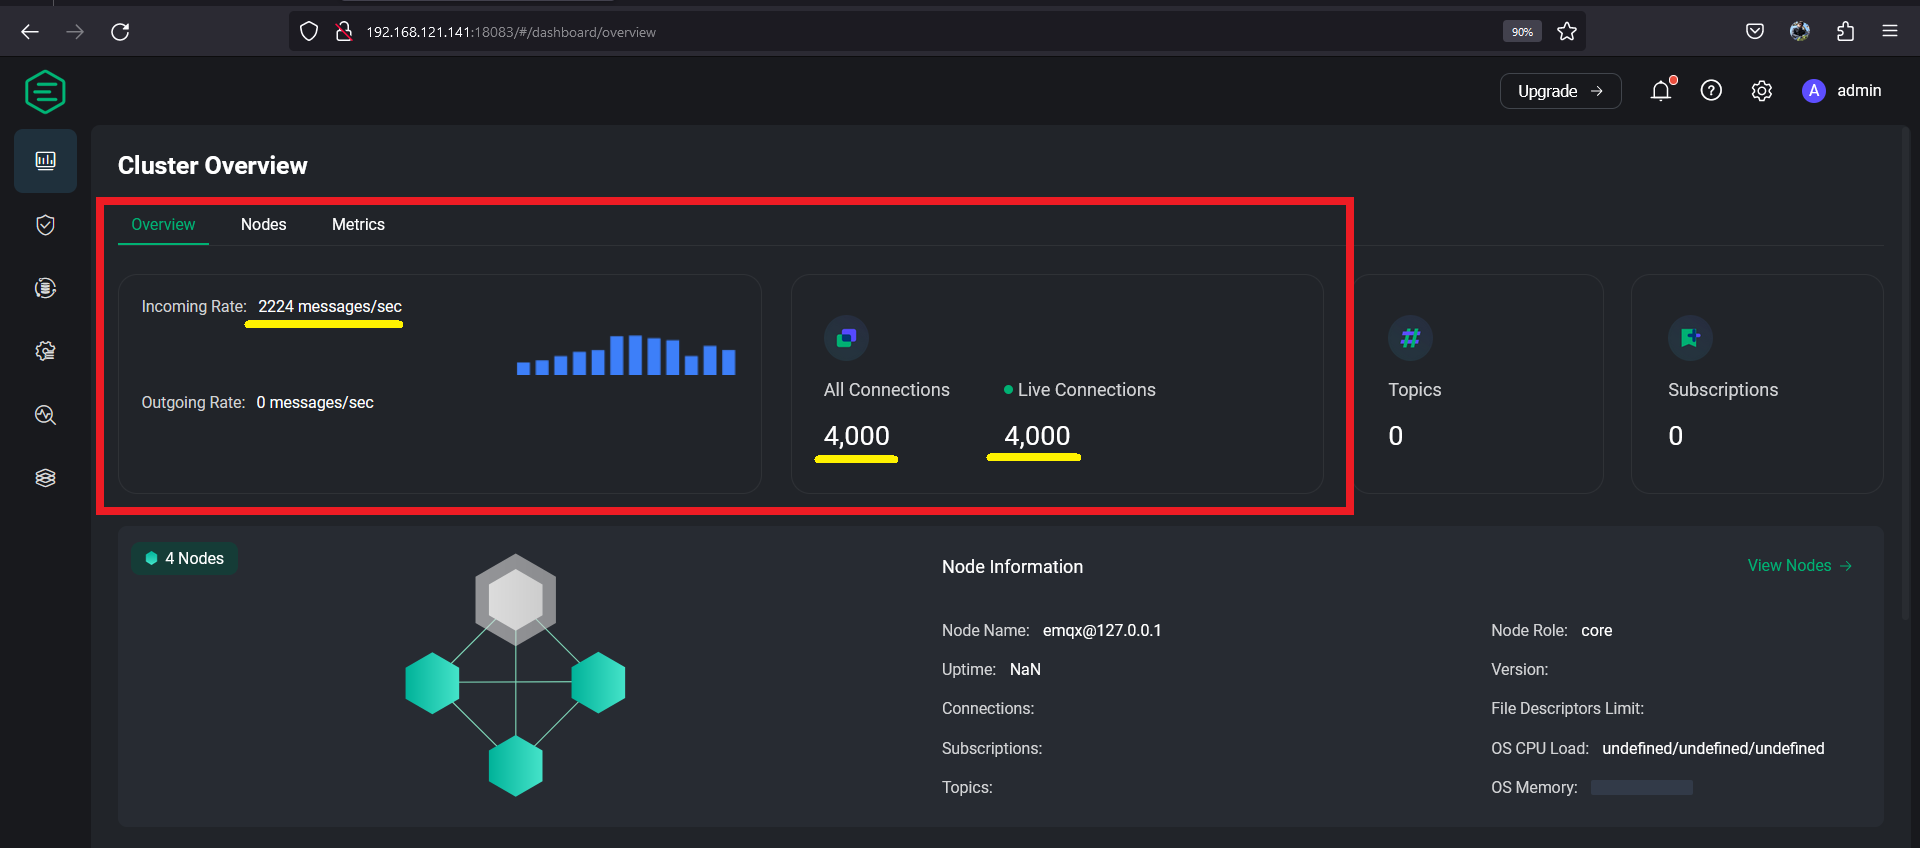 192.168.121.141:18083/#/dashboard/overview
90%
Upgrade →
A admin
Cluster Overview
Overview Nodes Metrics
Incoming Rate: 2224 messages/sec
Outgoing Rate: 0 messages/sec
All Connections Live Connections
4,000 4,000
Topics
0
Subscriptions
0
4 Nodes
Node Information
View Nodes →
Node Name: emqx@127.0.0.1
Node Role: core
Uptime: NaN
Version:
Connections:
File Descriptors Limit:
Subscriptions:
OS CPU Load: undefined/undefined/undefined
Topics:
OS Memory: